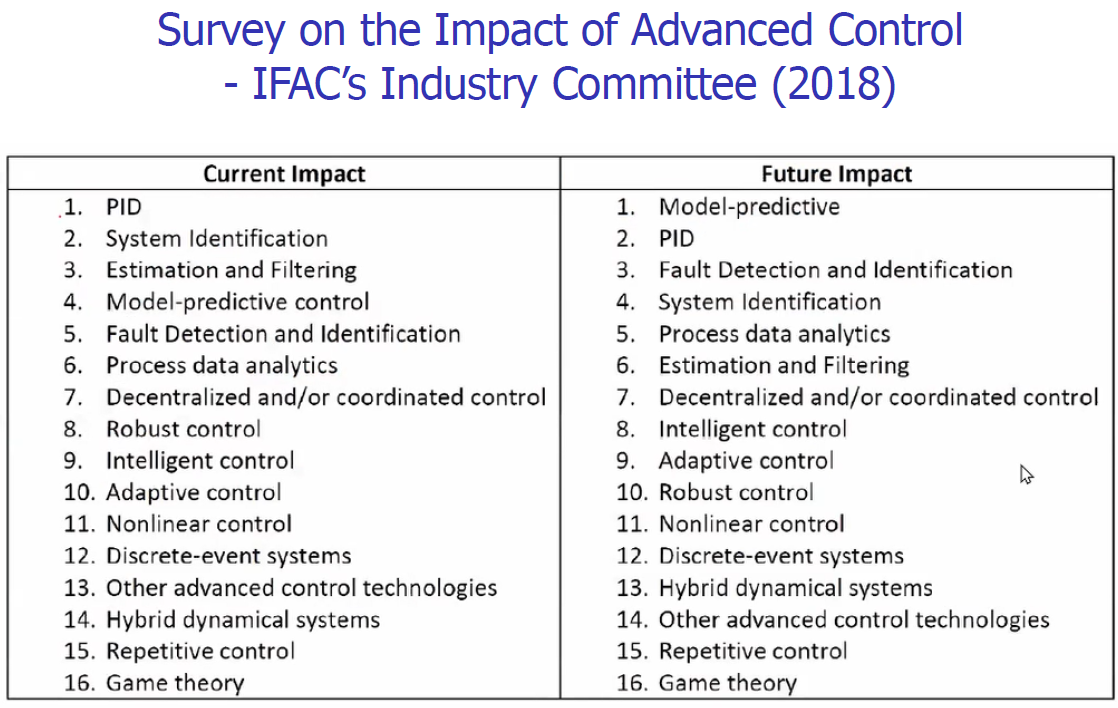 Survey on the Impact of Advanced Control
- IFAC’s Industry Committee (2018)
Current Impact
1. PID
2. System Identification
3. Estimation and Filtering
4. Model-predictive control
5. Fault Detection and Identification
6. Process data analytics
7. Decentralized and/or coordinated control
8. Robust control
9. Intelligent control
10. Adaptive control
11. Nonlinear control
12. Discrete-event systems
13. Other advanced control technologies
14. Hybrid dynamical systems
15. Repetitive control
16. Game theory
Future Impact
1. Model-predictive
2. PID
3. Fault Detection and Identification
4. System Identification
5. Process data analytics
6. Estimation and Filtering
7. Decentralized and/or coordinated control
8. Intelligent control
9. Adaptive control
10. Robust control
11. Nonlinear control
12. Discrete-event systems
13. Hybrid dynamical systems
14. Other advanced control technologies
15. Repetitive control
16. Game theory